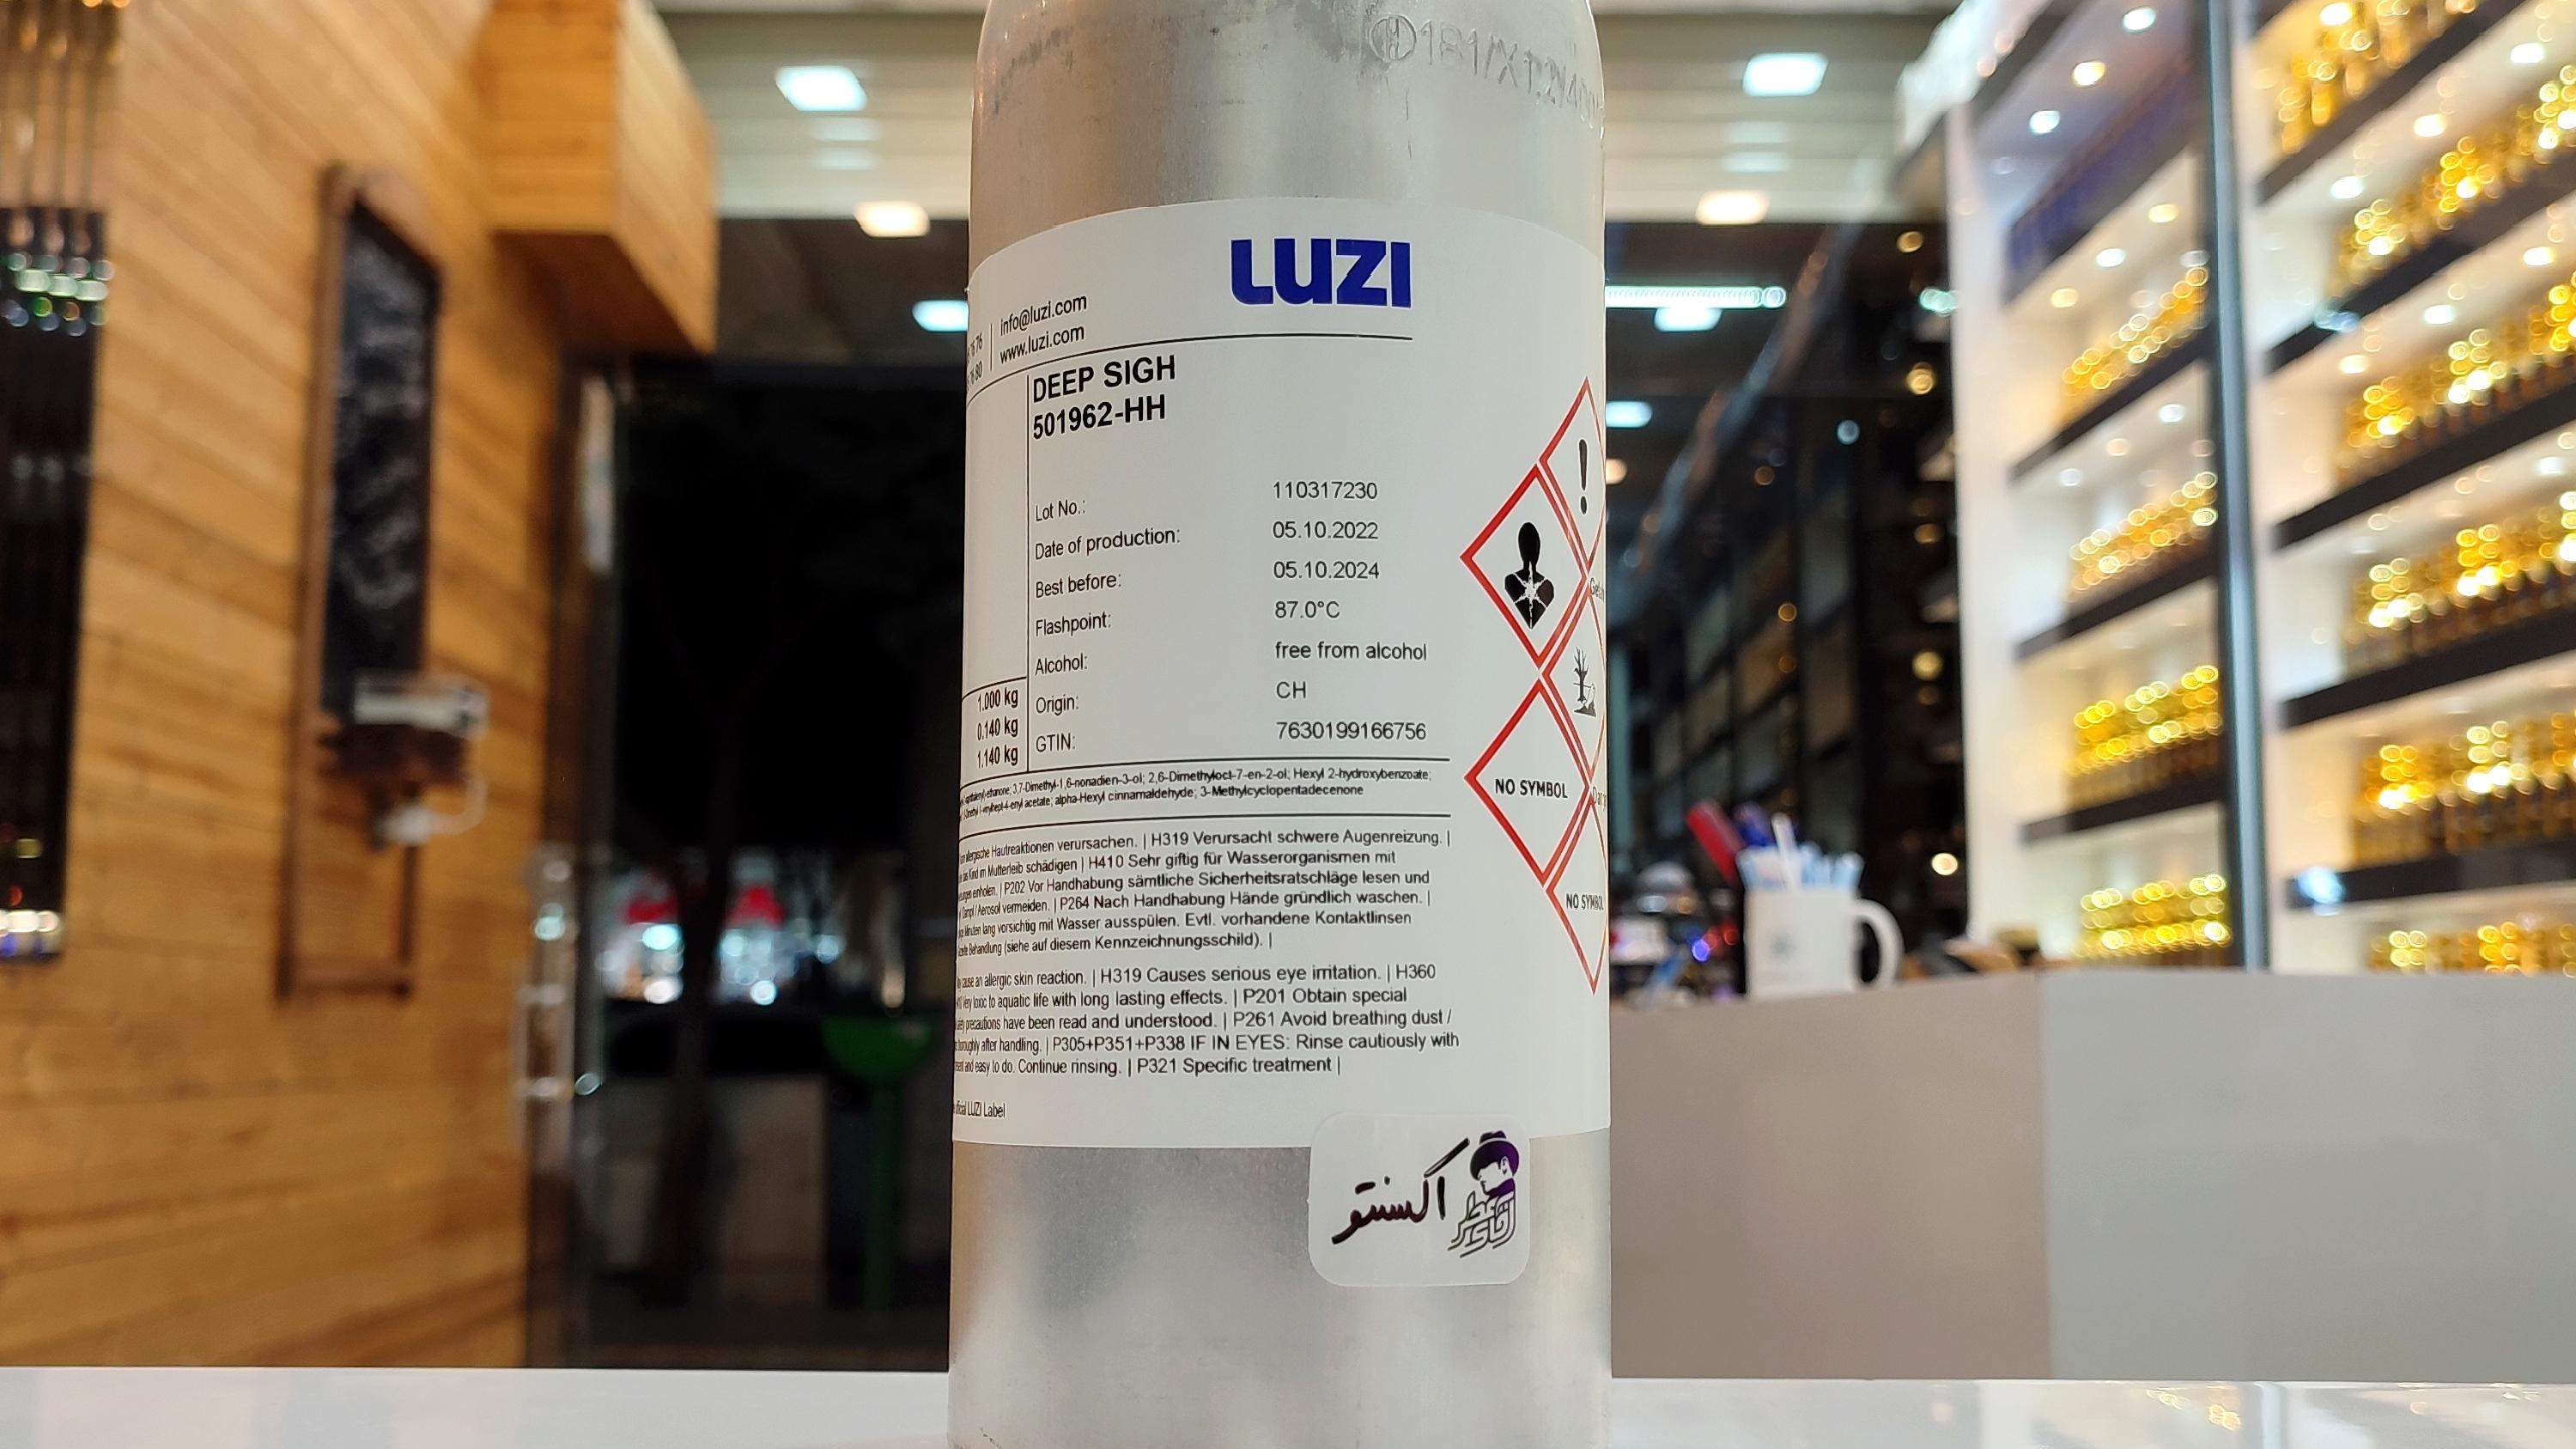 LUZI
info@luzi.com
www.luzi.com
DEEP SIGH
501962-HH
Lot No.: 110317230
Date of production: 05.10.2022
Best before: 05.10.2024
Flashpoint: 87.0°C
Alcohol: free from alcohol
Origin: CH
GTIN: 7630199166756
1.000 kg
0.140 kg
1.140 kg
3,7-Dimethyl-1,6-nonadien-3-ol; 2,6-Dimethyloct-7-en-2-ol; Hexyl 2-hydroxybenzoate;
acetate; alpha-Hexyl cinnamaldehyde; 3-Methylcyclopentadecenone
allergische Hautreaktionen verursachen. | H319 Verursacht schwere Augenreizung. |
Kind im Mutterleib schädigen | H410 Sehr giftig für Wasserorganismen mit
einholen. | P202 Vor Handhabung sämtliche Sicherheitsratschläge lesen und
Dampf / Aerosol vermeiden. | P264 Nach Handhabung Hände gründlich waschen. |
Minuten lang vorsichtig mit Wasser ausspülen. Evtl. vorhandene Kontaktlinsen
Behandlung (siehe auf diesem Kennzeichnungsschild). |
cause an allergic skin reaction. | H319 Causes serious eye irritation. | H360
Very toxic to aquatic life with long lasting effects. | P201 Obtain special
precautions have been read and understood. | P261 Avoid breathing dust /
thoroughly after handling. | P305+P351+P338 IF IN EYES: Rinse cautiously with
and easy to do. Continue rinsing. | P321 Specific treatment |
LUZI Label
NO SYMBOL
NO SYMBOL
اکسنتو
آقای عطر